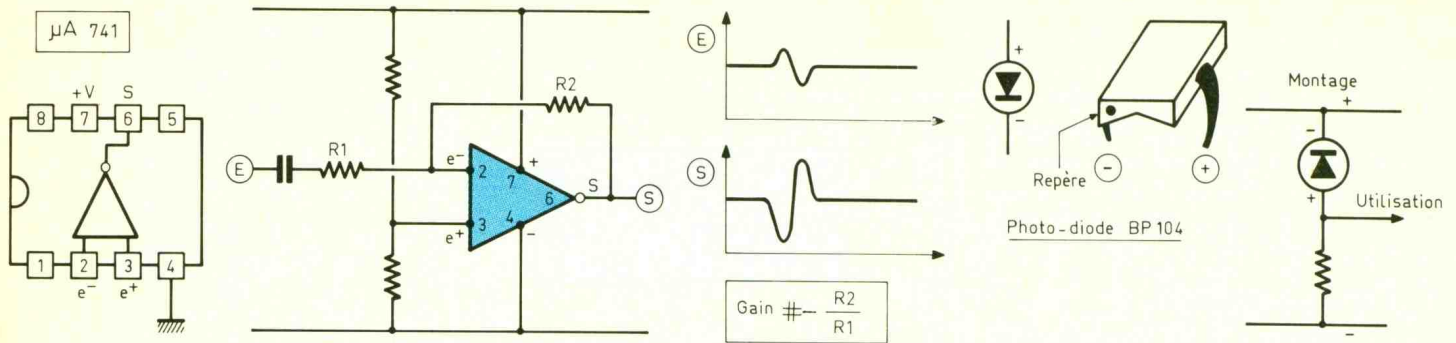 µA 741
+V S
8 7 6 5
1 2 3 4
e⁻ e⁺
E
R1
R2
e⁻ 2
e⁺ 3
+
7
6
4
-
S
S
E
S
Gain # - R2
R1
+
-
Repère
-
+
Photo-diode BP 104
Montage
+
-
+
Utilisation
-